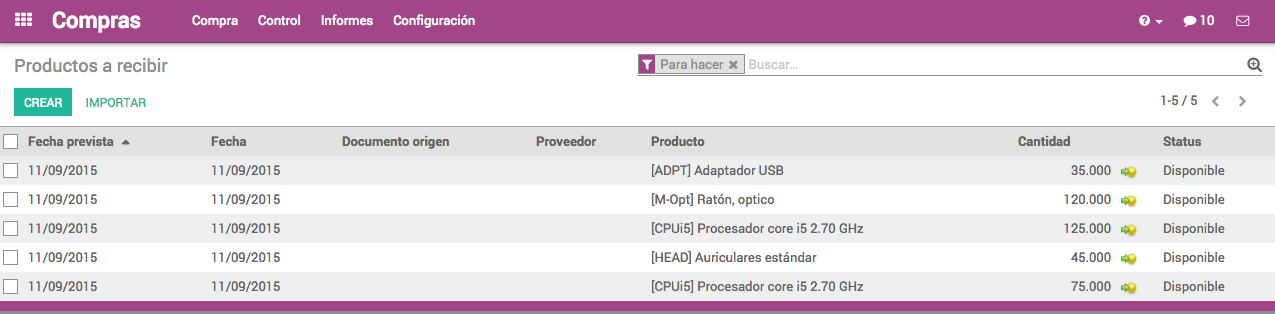 Compras Compra Control Informes Configuración 10
Productos a recibir Para hacer Buscar...
CREAR IMPORTAR 1-5 / 5
Fecha prevista Fecha Documento origen Proveedor Producto Cantidad Status
11/09/2015 11/09/2015 [ADPT] Adaptador USB 35.000 Disponible
11/09/2015 11/09/2015 [M-Opt] Ratón, optico 120.000 Disponible
11/09/2015 11/09/2015 [CPUi5] Procesador core i5 2.70 GHz 125.000 Disponible
11/09/2015 11/09/2015 [HEAD] Auriculares estándar 45.000 Disponible
11/09/2015 11/09/2015 [CPUi5] Procesador core i5 2.70 GHz 75.000 Disponible